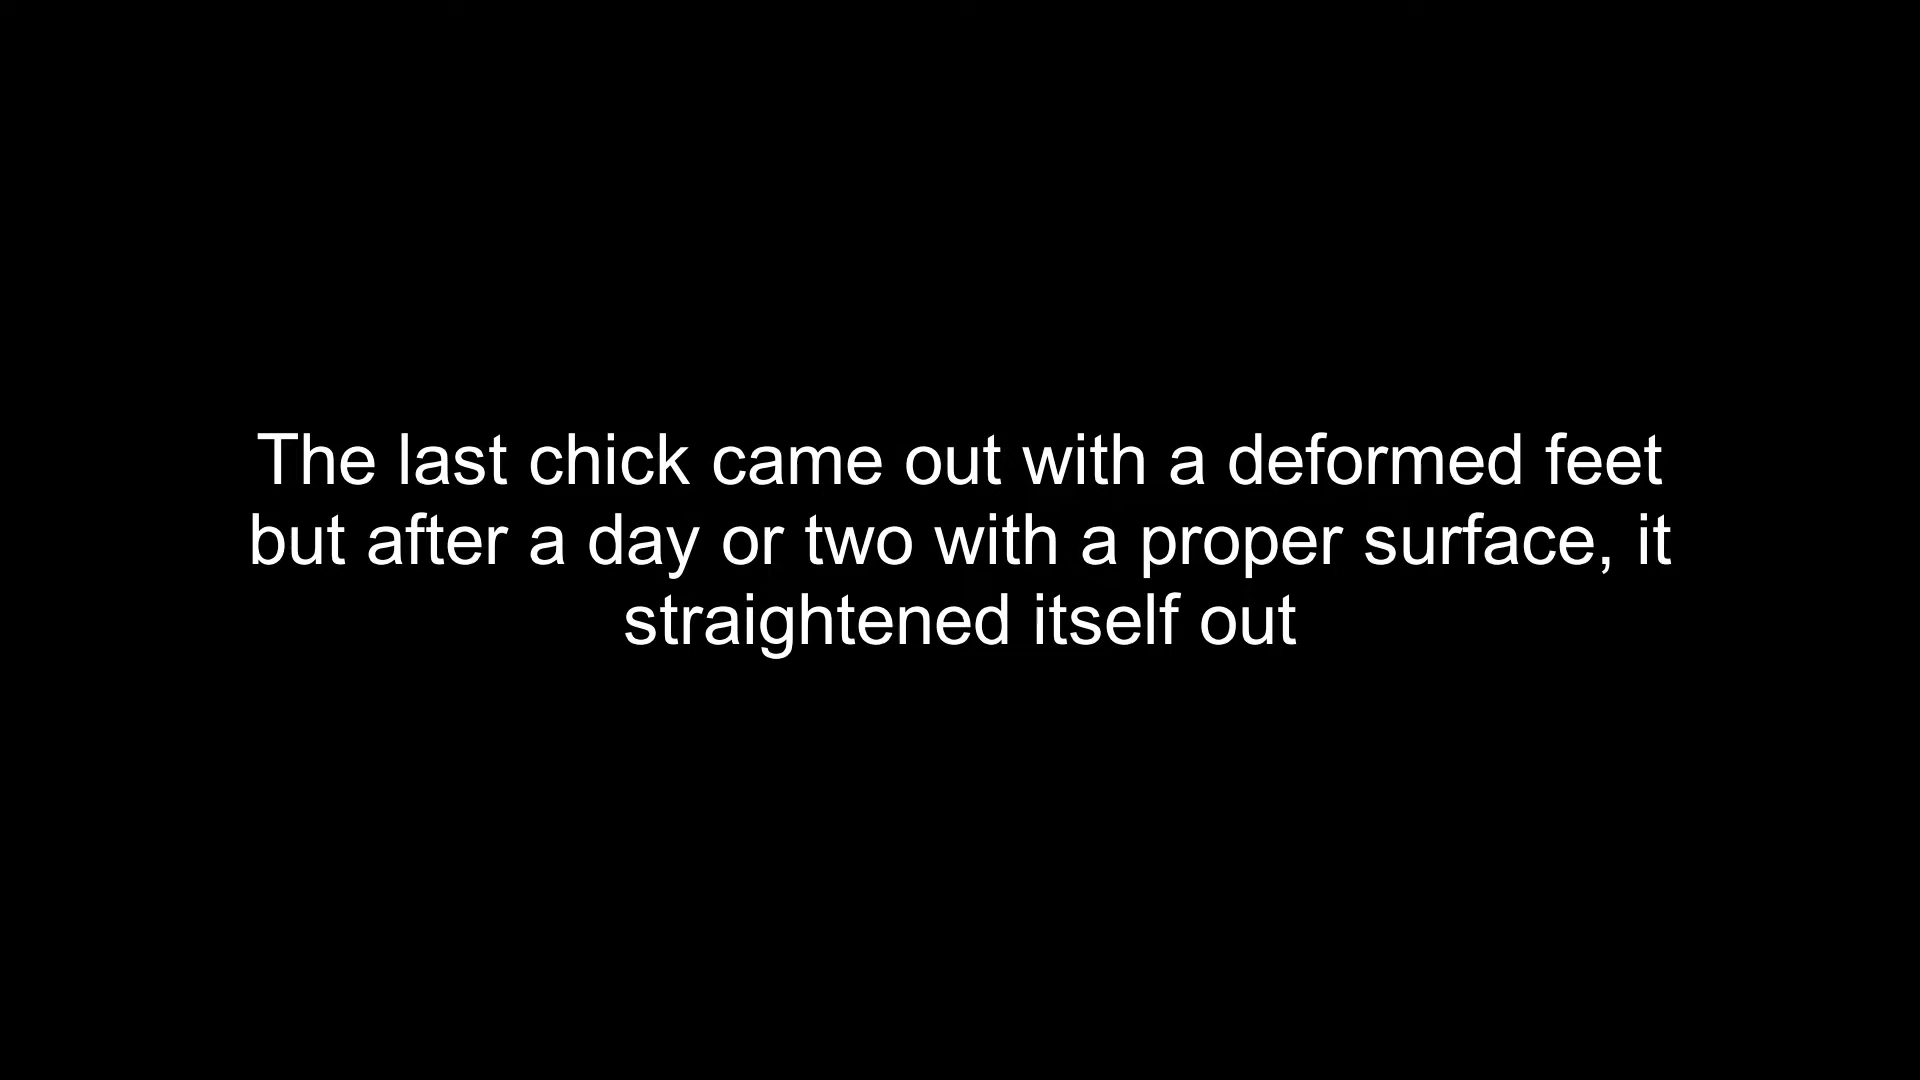 The last chick came out with a deformed feet
but after a day or two with a proper surface, it
straightened itself out